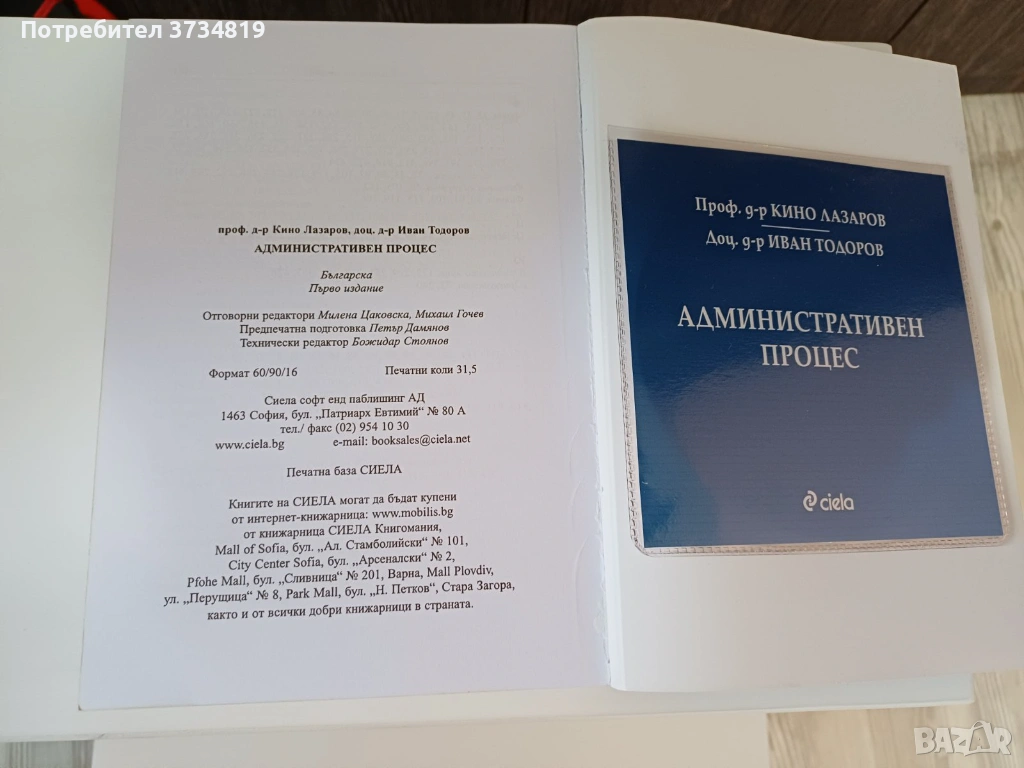 Потребител 3734819
проф. д-р Кино Лазаров, доц. д-р Иван Тодоров
АДМИНИСТРАТИВЕН ПРОЦЕС
Българска
Първо издание
Отговорни редактори Милена Цаковска, Михаил Гочев
Предпечатна подготовка Петър Дамянов
Технически редактор Божидар Стоянов
Формат 60/90/16 Печатни коли 31,5
Сиела софт енд паблишинг АД
1463 София, бул. „Патриарх Евтимий“ № 80 А
тел./ факс (02) 954 10 30
www.ciela.bg e-mail: booksales@ciela.net
Печатна база СИЕЛА
Книгите на СИЕЛА могат да бъдат купени
от интернет-книжарница: www.mobilis.bg
от книжарница СИЕЛА Книгомания,
Mall of Sofia, бул. „Ал. Стамболийски“ № 101,
City Center Sofia, бул. „Арсеналски“ № 2,
Pfohe Mall, бул. „Сливница“ № 201, Варна, Mall Plovdiv,
ул. „Перущица“ № 8, Park Mall, бул. „Н. Петков“, Стара Загора,
както и от всички добри книжарници в страната.
Проф. д-р КИНО ЛАЗАРОВ
Доц. д-р ИВАН ТОДОРОВ
АДМИНИСТРАТИВЕН
ПРОЦЕС
ciela
BAZAR